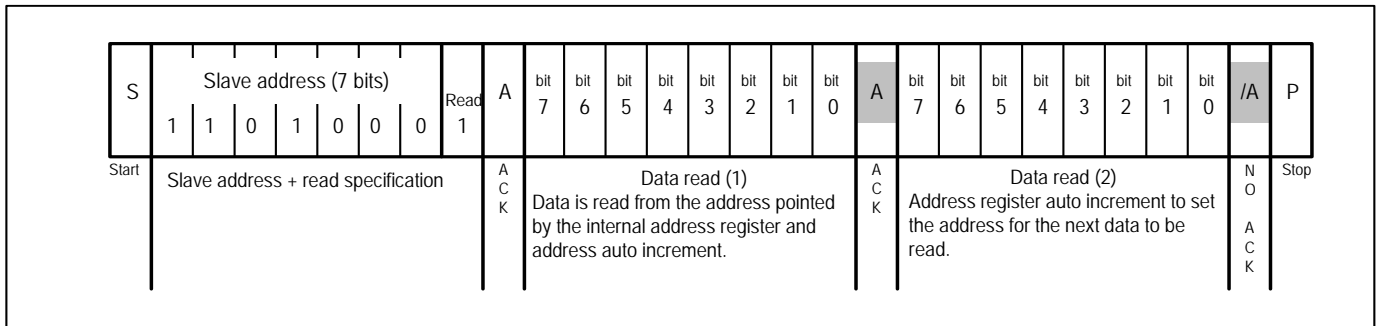 S
Slave address (7 bits)
1 1 0 1 0 0 0
Read
1
A
bit bit bit bit bit bit bit bit
7 6 5 4 3 2 1 0
A
bit bit bit bit bit bit bit bit
7 6 5 4 3 2 1 0
/A
P
Start
Slave address + read specification
A
C
K
Data read (1)
Data is read from the address pointed
by the internal address register and
address auto increment.
A
C
K
Data read (2)
Address register auto increment to set
the address for the next data to be
read.
N
O
A
C
K
Stop